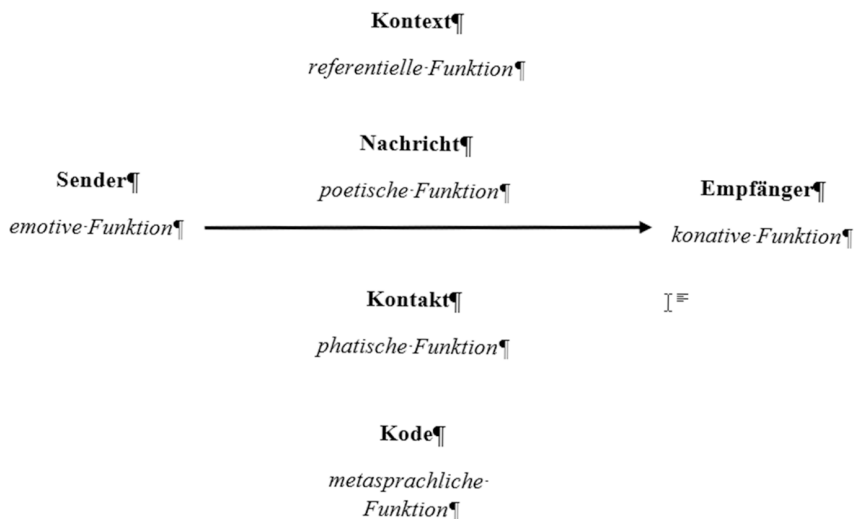 Kontext¶
referentielle·Funktion¶
Nachricht¶
poetische·Funktion¶
Sender¶
emotive·Funktion¶
Empfänger¶
konative·Funktion¶
Kontakt¶
phatische·Funktion¶
Kode¶
metasprachliche·
Funktion¶